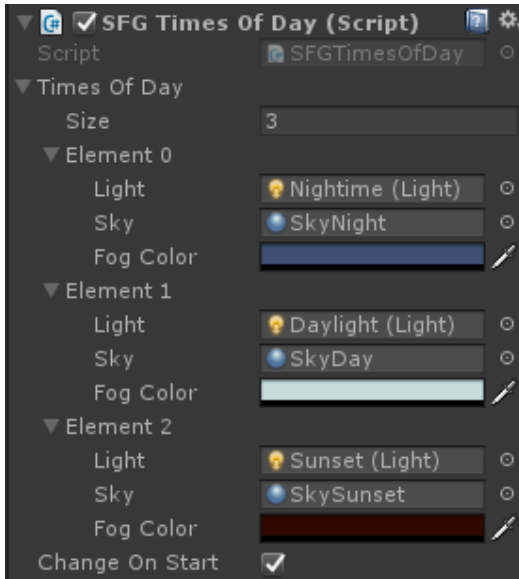 SFG Times Of Day (Script)
Script SFGTimesOfDay
Times Of Day
Size 3
Element 0
Light Nightime (Light)
Sky SkyNight
Fog Color
Element 1
Light Daylight (Light)
Sky SkyDay
Fog Color
Element 2
Light Sunset (Light)
Sky SkySunset
Fog Color
Change On Start